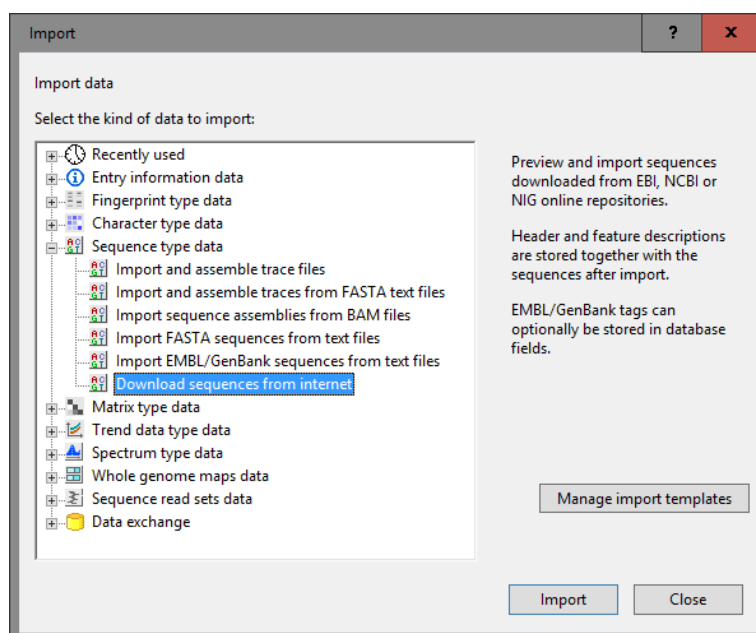 Import
?
x
Import data
Select the kind of data to import:
Recently used
Entry information data
Fingerprint type data
Character type data
Sequence type data
Import and assemble trace files
Import and assemble traces from FASTA text files
Import sequence assemblies from BAM files
Import FASTA sequences from text files
Import EMBL/GenBank sequences from text files
Download sequences from internet
Matrix type data
Trend data type data
Spectrum type data
Whole genome maps data
Sequence read sets data
Data exchange
Preview and import sequences
downloaded from EBI, NCBI or
NIG online repositories.
Header and feature descriptions
are stored together with the
sequences after import.
EMBL/GenBank tags can
optionally be stored in database
fields.
Manage import templates
Import
Close